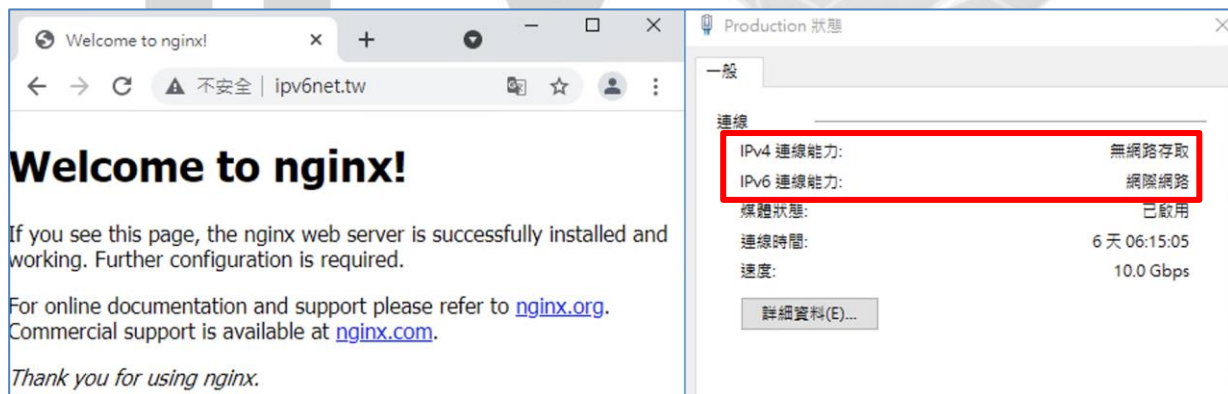 Welcome to nginx!
不安全 | ipv6net.tw
Welcome to nginx!
If you see this page, the nginx web server is successfully installed and
working. Further configuration is required.
For online documentation and support please refer to nginx.org.
Commercial support is available at nginx.com.
Thank you for using nginx.
Production 狀態
一般
連線
IPv4 連線能力: 無網路存取
IPv6 連線能力: 網際網路
媒體狀態: 已啟用
連線時間: 6 天 06:15:05
速度: 10.0 Gbps
詳細資料(E)...